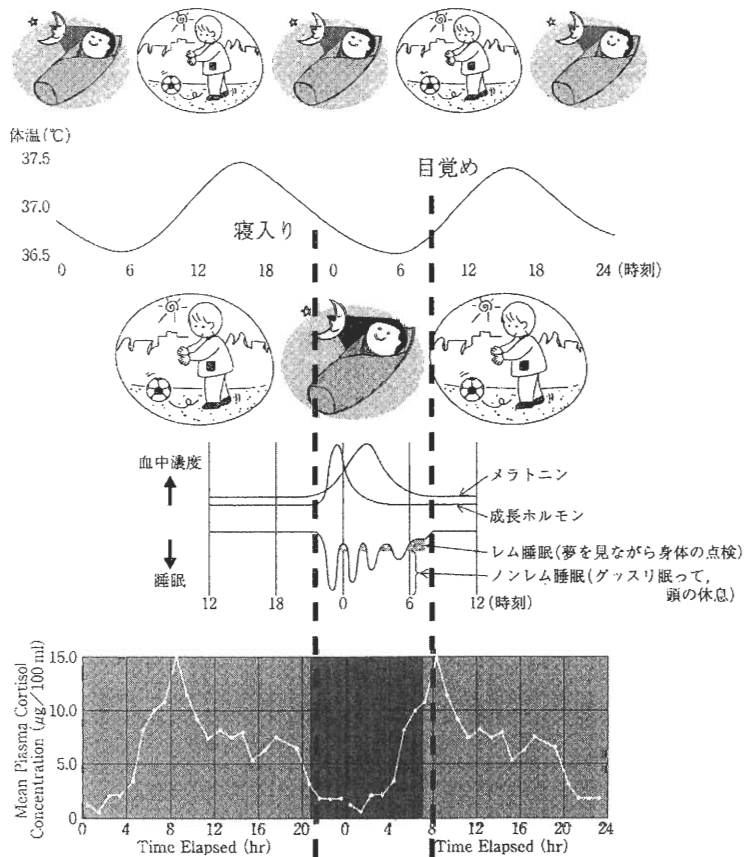 体温(℃)
37.5
37.0
36.5
目覚め
寝入り
0 6 12 18 0 6 12 18 24 (時刻)
血中濃度
メラトニン
成長ホルモン
レム睡眠(夢を見ながら身体の点検)
ノンレム睡眠(グッスリ眠って,
頭の休息)
睡眠
12 18 0 6 12 (時刻)
Mean Plasma Cortisol
Concentration (μg/100 ml)
15.0
10.0
5.0
0
0 4 8 12 16 20 0 4 8 12 16 20 24
Time Elapsed (hr) Time Elapsed (hr)